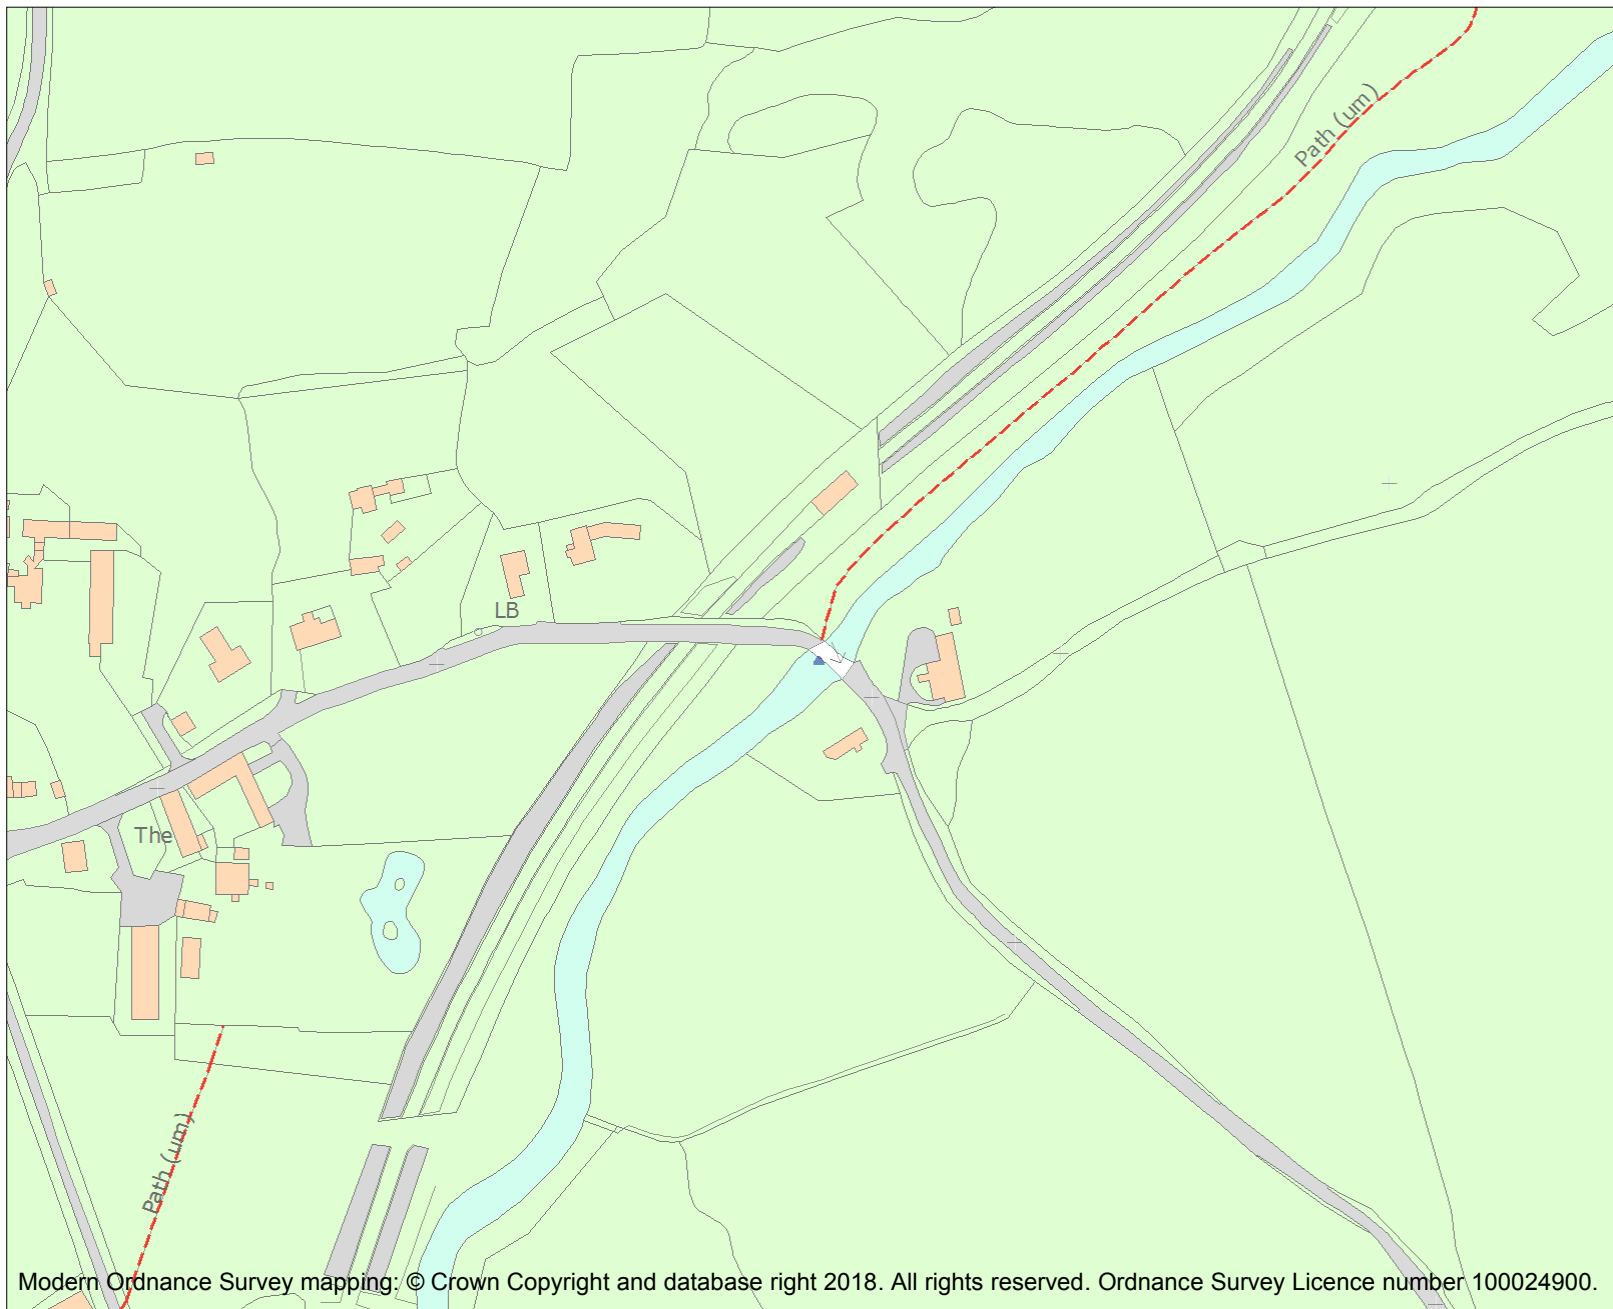 Path (um)
LB
The
Path (um)
Modern Ordnance Survey mapping: © Crown Copyright and database right 2018. All rights reserved. Ordnance Survey Licence number 100024900.